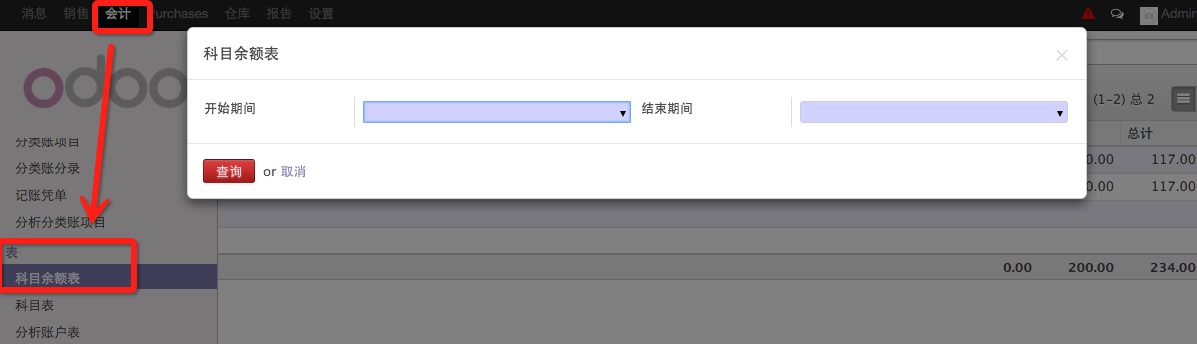 消息 销售 会计 Purchases 仓库 报告 设置 Admin
odoo
科目余额表 ×
开始期间 结束期间
查询 or 取消
(1-2) 总 2
总计
0.00 117.00
0.00 117.00
0.00 200.00 234.00
分类账项目
分类账分录
记账凭单
分析分类账项目
表
科目余额表
科目表
分析账户表